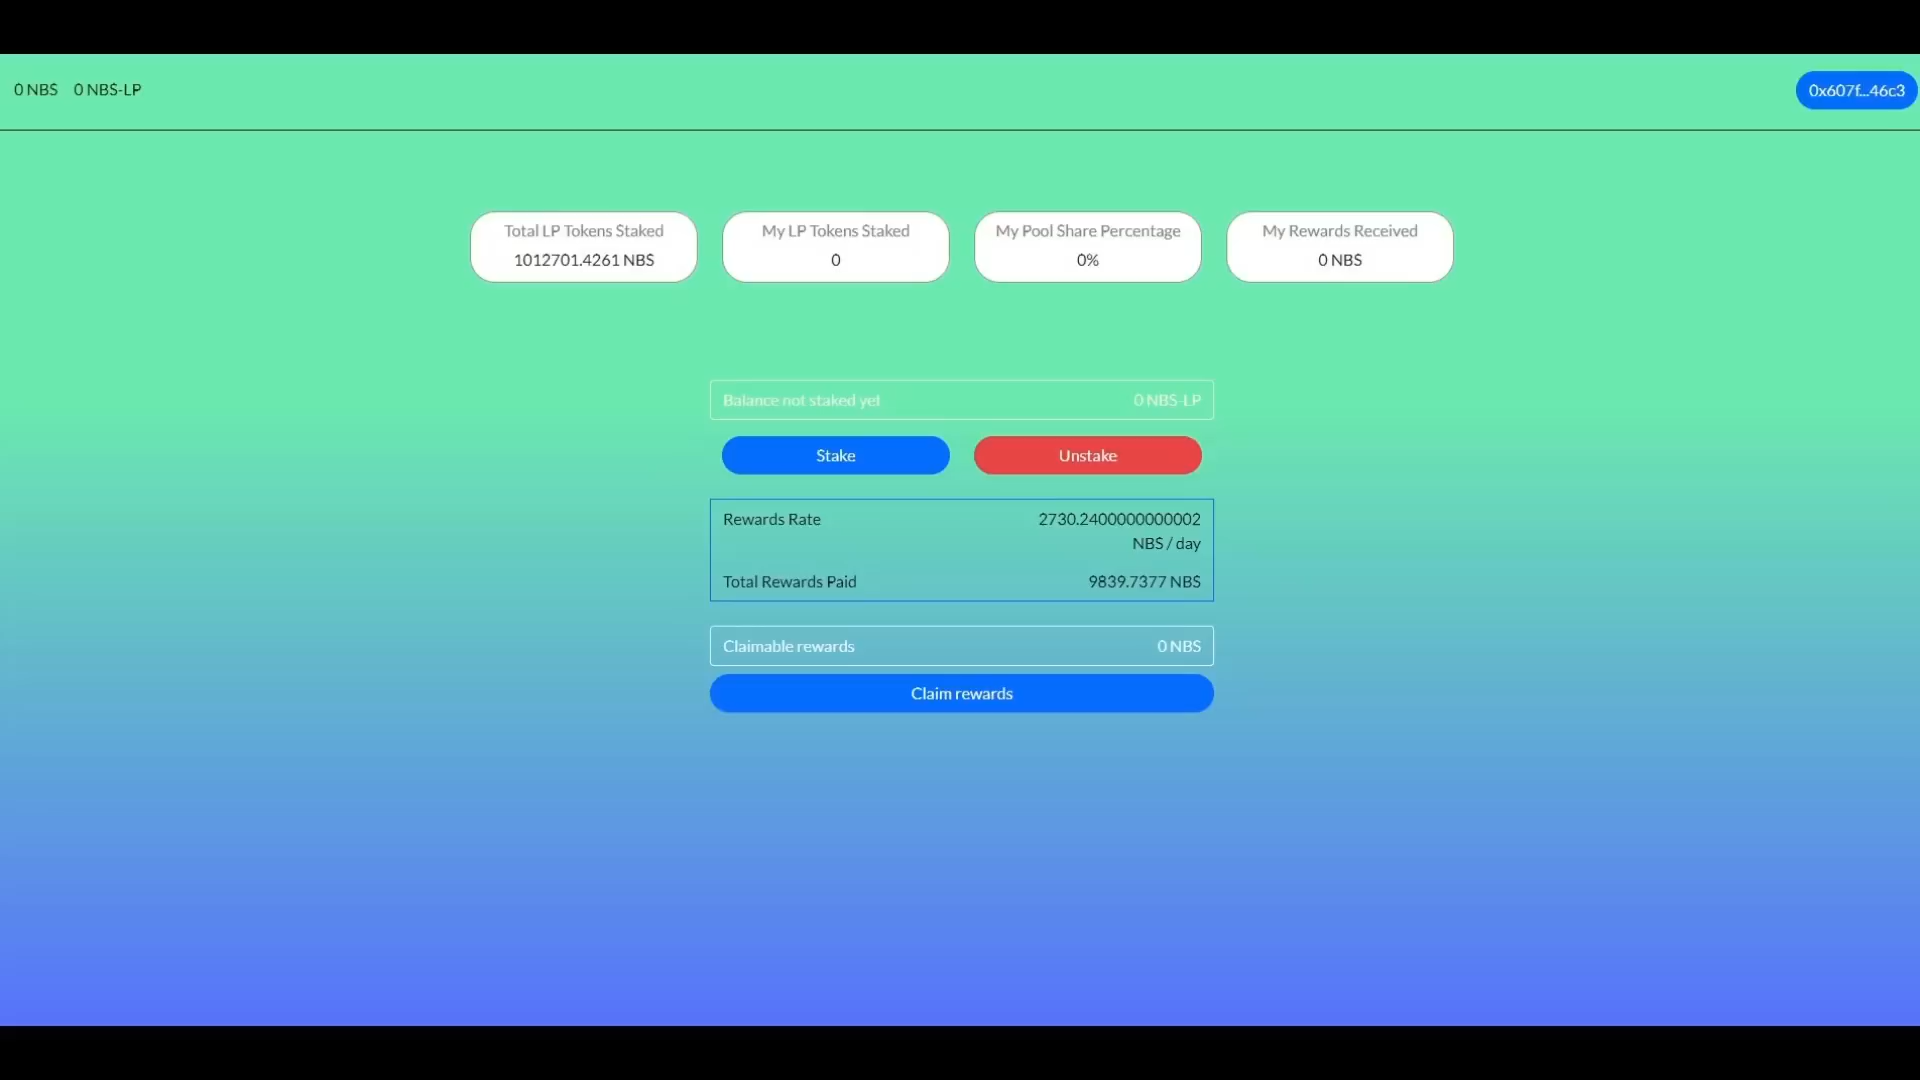 0 NBS 0 NBS-LP
0x607f...46c3
Total LP Tokens Staked
1012701.4261 NBS
My LP Tokens Staked
0
My Pool Share Percentage
0%
My Rewards Received
0 NBS
Balance not staked yet 0 NBS-LP
Stake
Unstake
Rewards Rate 2730.2400000000002
NBS / day
Total Rewards Paid 9839.7377 NBS
Claimable rewards 0 NBS
Claim rewards